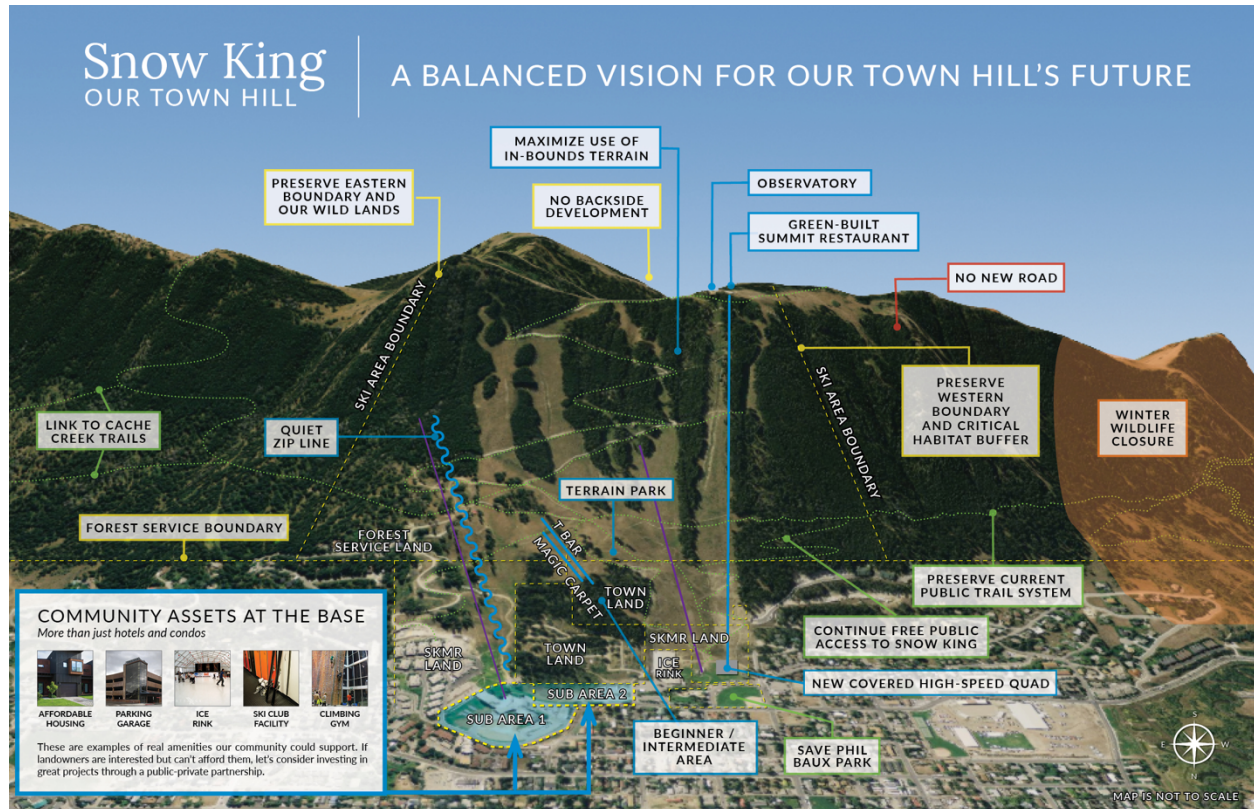 Snow King
OUR TOWN HILL
A BALANCED VISION FOR OUR TOWN HILL'S FUTURE
MAXIMIZE USE OF
IN-BOUNDS TERRAIN
OBSERVATORY
PRESERVE EASTERN
BOUNDARY AND
OUR WILD LANDS
NO BACKSIDE
DEVELOPMENT
GREEN-BUILT
SUMMIT RESTAURANT
NO NEW ROAD
SKI AREA BOUNDARY
SKI AREA BOUNDARY
PRESERVE
WESTERN
BOUNDARY
AND CRITICAL
HABITAT BUFFER
WINTER
WILDLIFE
CLOSURE
LINK TO CACHE
CREEK TRAILS
QUIET
ZIP LINE
TERRAIN PARK
FOREST SERVICE BOUNDARY
FOREST
SERVICE LAND
T BAR
MAGIC CARPET
TOWN
LAND
PRESERVE CURRENT
PUBLIC TRAIL SYSTEM
CONTINUE FREE PUBLIC
ACCESS TO SNOW KING
SKMR
LAND
TOWN
LAND
SKMR LAND
ICE
RINK
NEW COVERED HIGH-SPEED QUAD
SUB AREA 2
SUB AREA 1
BEGINNER /
INTERMEDIATE
AREA
SAVE PHIL
BAUX PARK
COMMUNITY ASSETS AT THE BASE
More than just hotels and condos
AFFORDABLE
HOUSING
PARKING
GARAGE
ICE
RINK
SKI CLUB
FACILITY
CLIMBING
GYM
These are examples of real amenities our community could support. If
landowners are interested but can't afford them, let's consider investing in
great projects through a public-private partnership.
S
E
W
N
MAP IS NOT TO SCALE